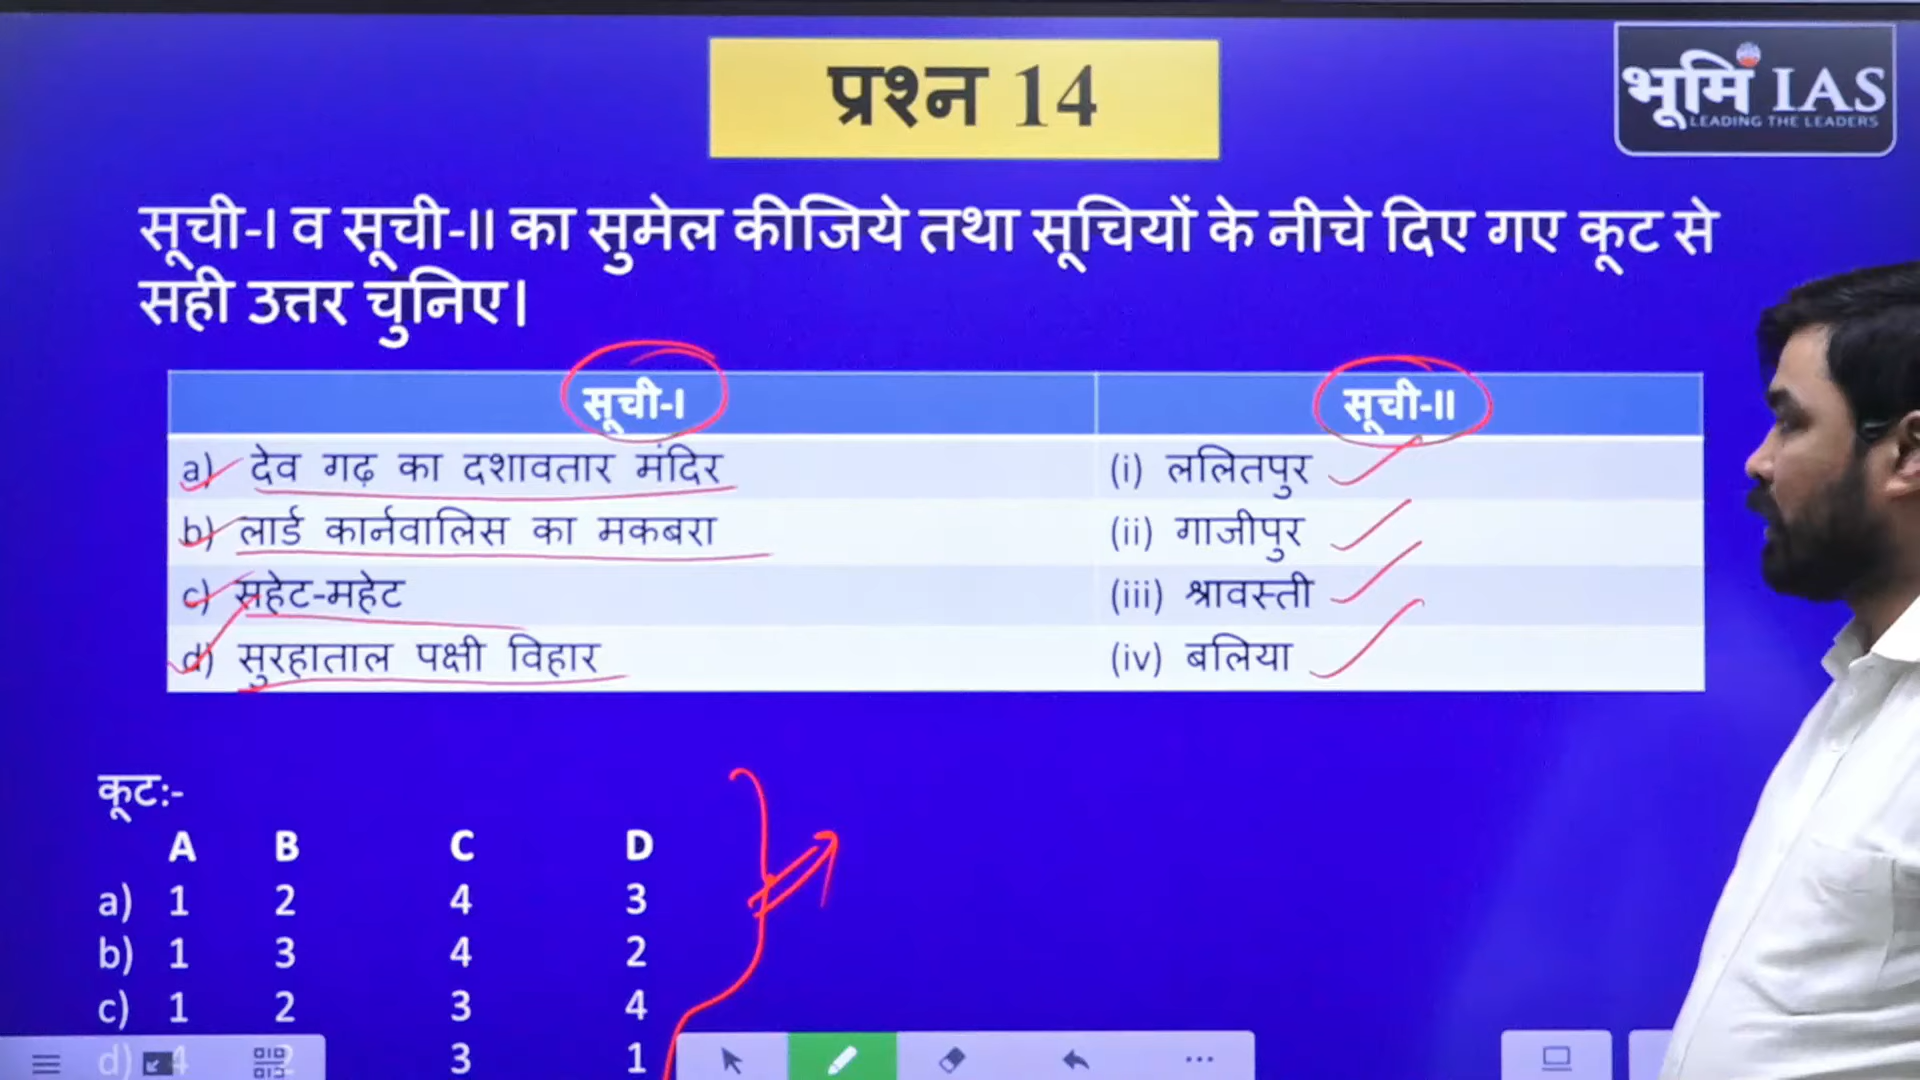 प्रश्न 14
भूमि IAS
LEADING THE LEADERS
सूची-I व सूची-II का सुमेल कीजिये तथा सूचियों के नीचे दिए गए कूट से
सही उत्तर चुनिए।
सूची-I सूची-II
a) देव गढ़ का दशावतार मंदिर (i) ललितपुर
b) लार्ड कार्नवालिस का मकबरा (ii) गाजीपुर
c) सहेट-महेट (iii) श्रावस्ती
d) सुरहाताल पक्षी विहार (iv) बलिया
कूट:-
A B C D
a) 1 2 4 3
b) 1 3 4 2
c) 1 2 3 4
d) 4 2 3 1